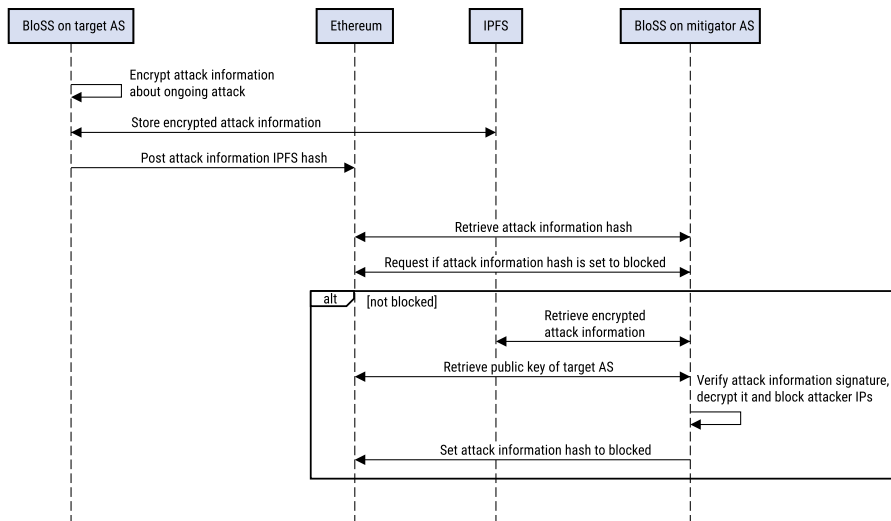 BloSS on target AS
Ethereum
IPFS
BloSS on mitigator AS
Encrypt attack information
about ongoing attack
Store encrypted attack information
Post attack information IPFS hash
Retrieve attack information hash
Request if attack information hash is set to blocked
alt
[not blocked]
Retrieve encrypted
attack information
Retrieve public key of target AS
Verify attack information signature,
decrypt it and block attacker IPs
Set attack information hash to blocked